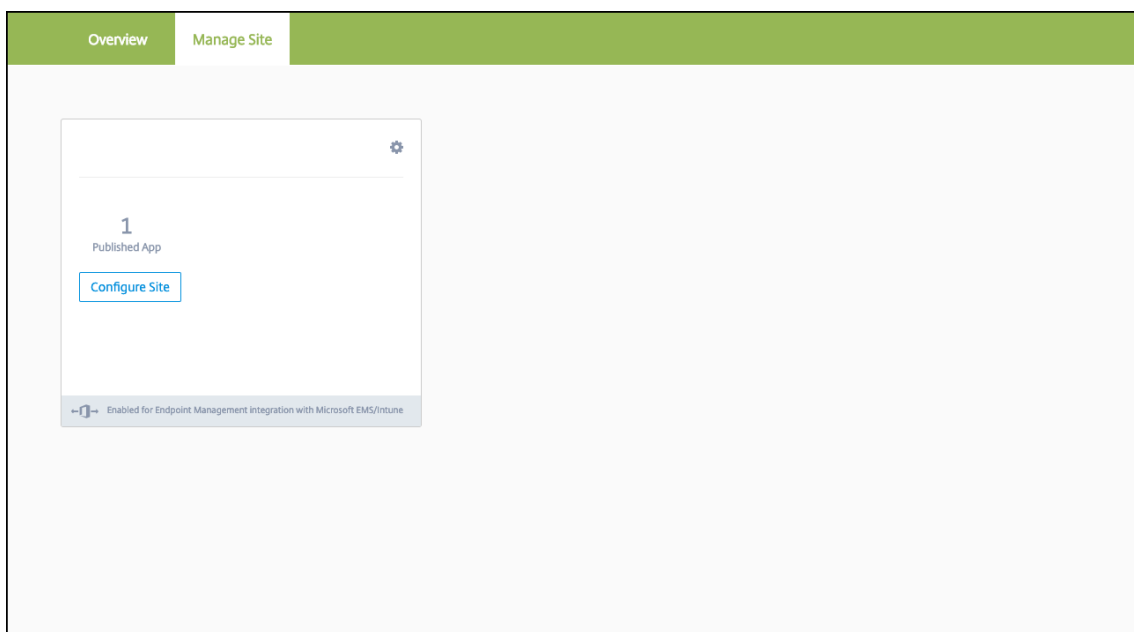 Overview
Manage Site
1
Published App
Configure Site
Enabled for Endpoint Management integration with Microsoft EMS/Intune